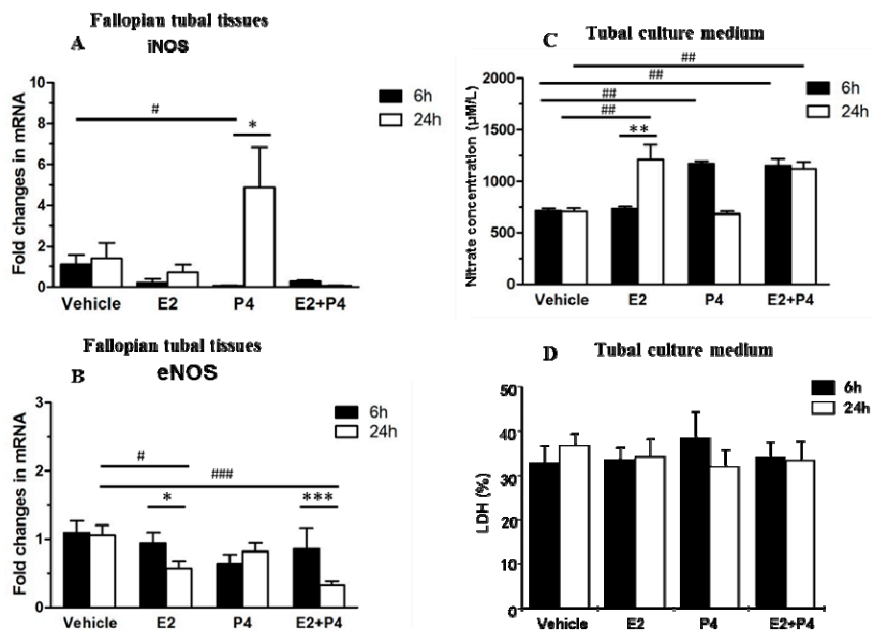 Fallopian tubal tissues
A
iNOS
Fold changes in mRNA
10
8
6
4
2
0
#
*
6h
24h
Vehicle E2 P4 E2+P4
C
Tubal culture medium
Nitrate concentration (µM/L)
2000
1500
1000
500
0
##
##
##
##
**
6h
24h
Vehicle E2 P4 E2+P4
Fallopian tubal tissues
B
eNOS
Fold changes in mRNA
3
2
1
0
#
###
*
***
6h
24h
Vehicle E2 P4 E2+P4
D
Tubal culture medium
LDH (%)
50
40
30
20
10
0
6h
24h
Vehicle E2 P4 E2+P4